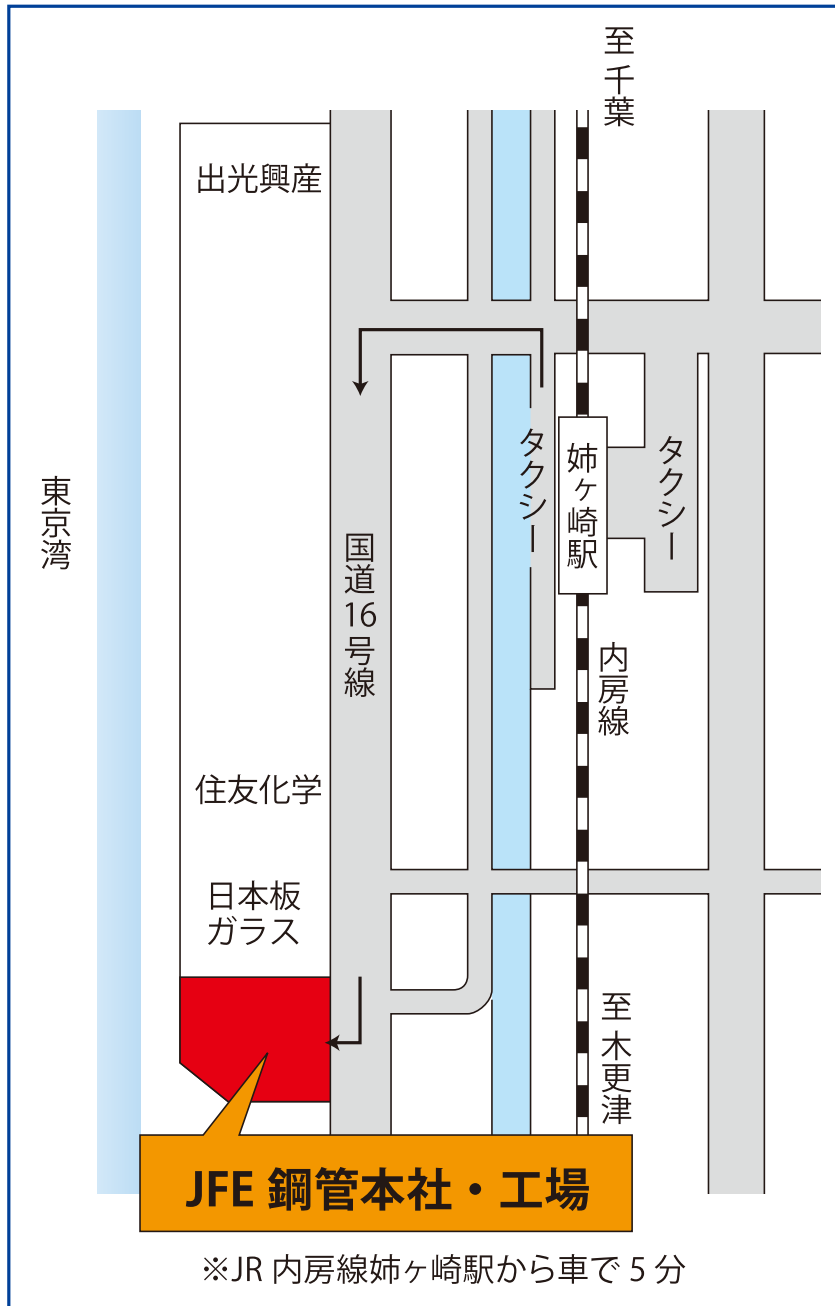 至千葉
出光興産
東京湾
国道16号線
タクシー
姉ヶ崎駅
タクシー
内房線
住友化学
日本板
ガラス
至木更津
JFE 鋼管本社・工場
※JR 内房線姉ヶ崎駅から車で 5 分